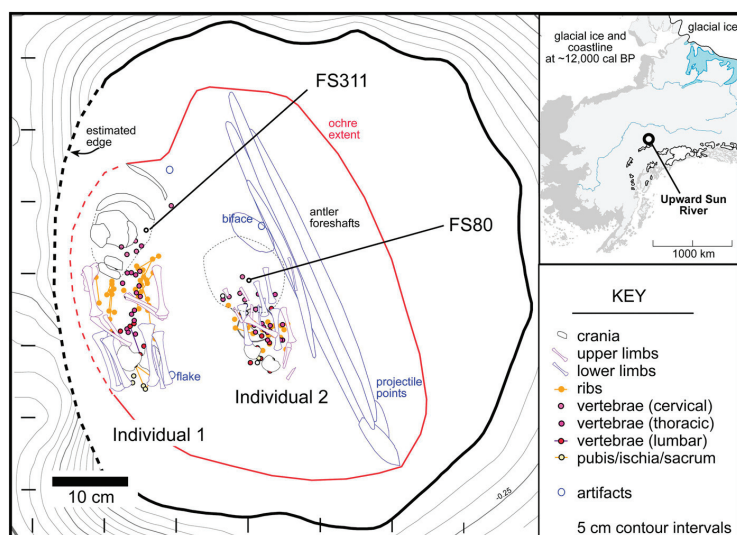 FS311
estimated
edge
ochre
extent
biface
antler
foreshafts
FS80
flake
Individual 2
projectile
points
Individual 1
10 cm
-0.25
glacial ice and
coastline
at ~12,000 cal BP
glacial ice
Upward Sun
River
1000 km
KEY
crania
upper limbs
lower limbs
ribs
vertebrae (cervical)
vertebrae (thoracic)
vertebrae (lumbar)
pubis/ischia/sacrum
artifacts
5 cm contour intervals